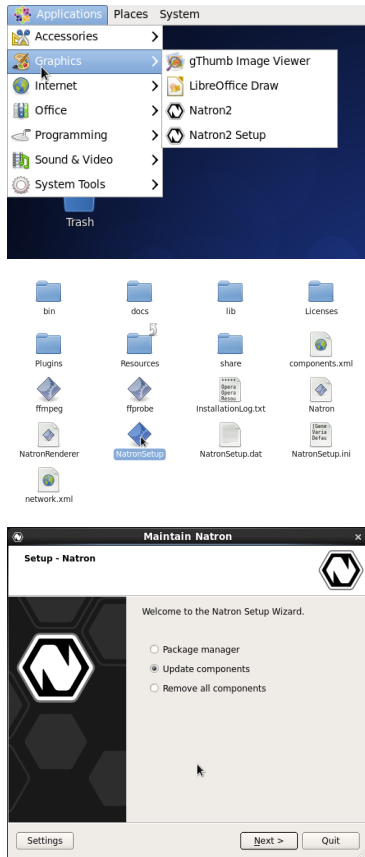 Applications Places System
Accessories
Graphics
Internet
Office
Programming
Sound & Video
System Tools
gThumb Image Viewer
LibreOffice Draw
Natron2
Natron2 Setup
Trash
bin docs lib Licenses
Plugins Resources share components.xml
ffmpeg ffprobe InstallationLog.txt Natron
NatronRenderer NatronSetup NatronSetup.dat NatronSetup.ini
network.xml
Maintain Natron
Setup - Natron
Welcome to the Natron Setup Wizard.
Package manager
Update components
Remove all components
Settings Next > Quit